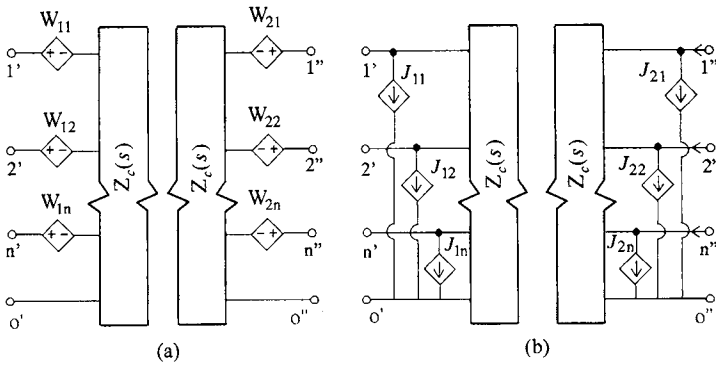 W11
W21
1'
1"
W12
W22
2'
2"
W1n
W2n
n'
n"
o'
o"
Zc(s)
Zc(s)
(a)
1'
J11
J21
1"
2'
J12
J22
2'
n'
J1n
J2n
n"
o'
o"
Zc(s)
Zc(s)
(b)